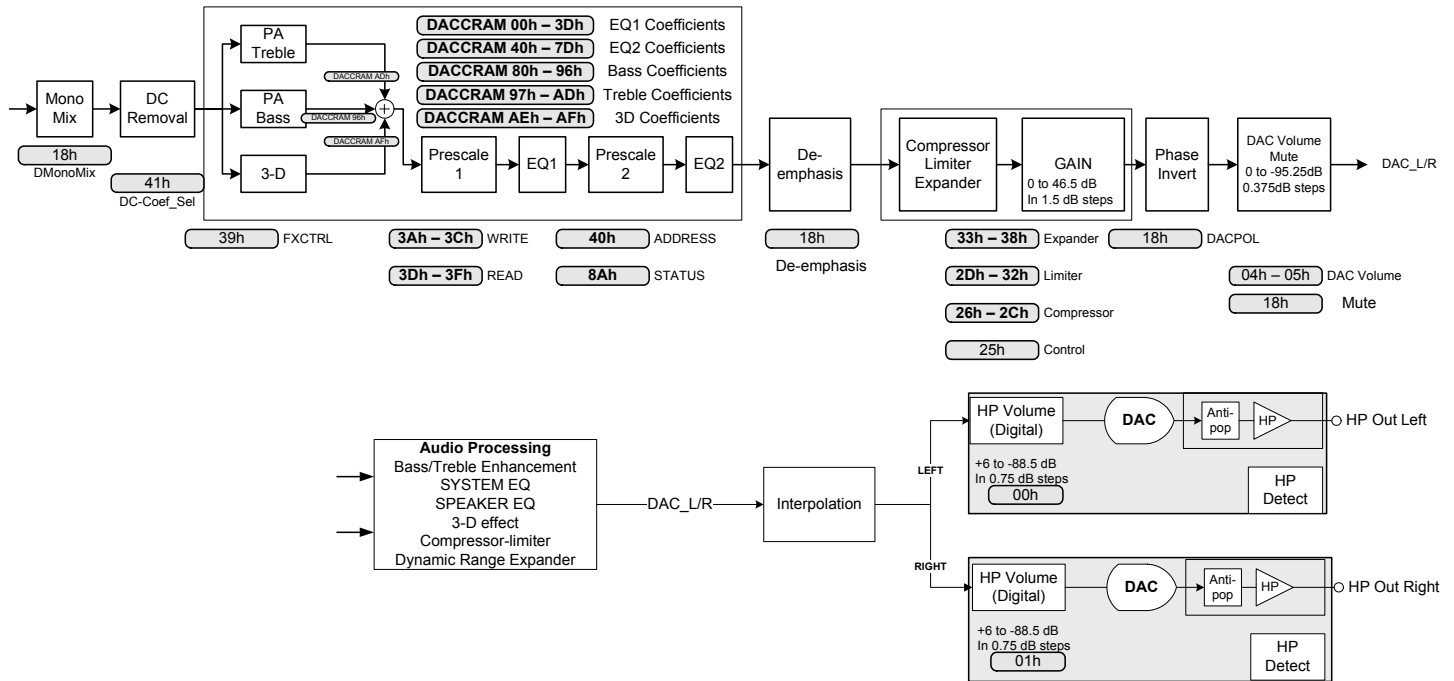 PA
Treble
DACCRAM 00h – 3Dh EQ1 Coefficients
DACCRAM 40h – 7Dh EQ2 Coefficients
DACCRAM 80h – 96h Bass Coefficients
DACCRAM 97h – ADh Treble Coefficients
DACCRAM AEh – AFh 3D Coefficients
DACCRAM ADh
Mono
Mix
DC
Removal
PA
Bass
DACCRAM 96h
DACCRAM AFh
3-D
Prescale
1
EQ1
Prescale
2
EQ2
De-
emphasis
Compressor
Limiter
Expander
GAIN
0 to 46.5 dB
In 1.5 dB steps
Phase
Invert
DAC Volume
Mute
0 to -95.25dB
0.375dB steps
DAC_L/R
18h
DMonoMix
41h
DC-Coef_Sel
39h FXCTRL
3Ah – 3Ch WRITE
40h ADDRESS
3Dh – 3Fh READ
8Ah STATUS
18h
De-emphasis
33h – 38h Expander
18h DACPOL
2Dh – 32h Limiter
04h – 05h DAC Volume
18h Mute
26h – 2Ch Compressor
25h Control
Audio Processing
Bass/Treble Enhancement
SYSTEM EQ
SPEAKER EQ
3-D effect
Compressor-limiter
Dynamic Range Expander
DAC_L/R
Interpolation
LEFT
RIGHT
HP Volume
(Digital)
DAC
Anti-
pop
HP
HP Out Left
+6 to -88.5 dB
In 0.75 dB steps
00h
HP
Detect
HP Volume
(Digital)
DAC
Anti-
pop
HP
HP Out Right
+6 to -88.5 dB
In 0.75 dB steps
01h
HP
Detect